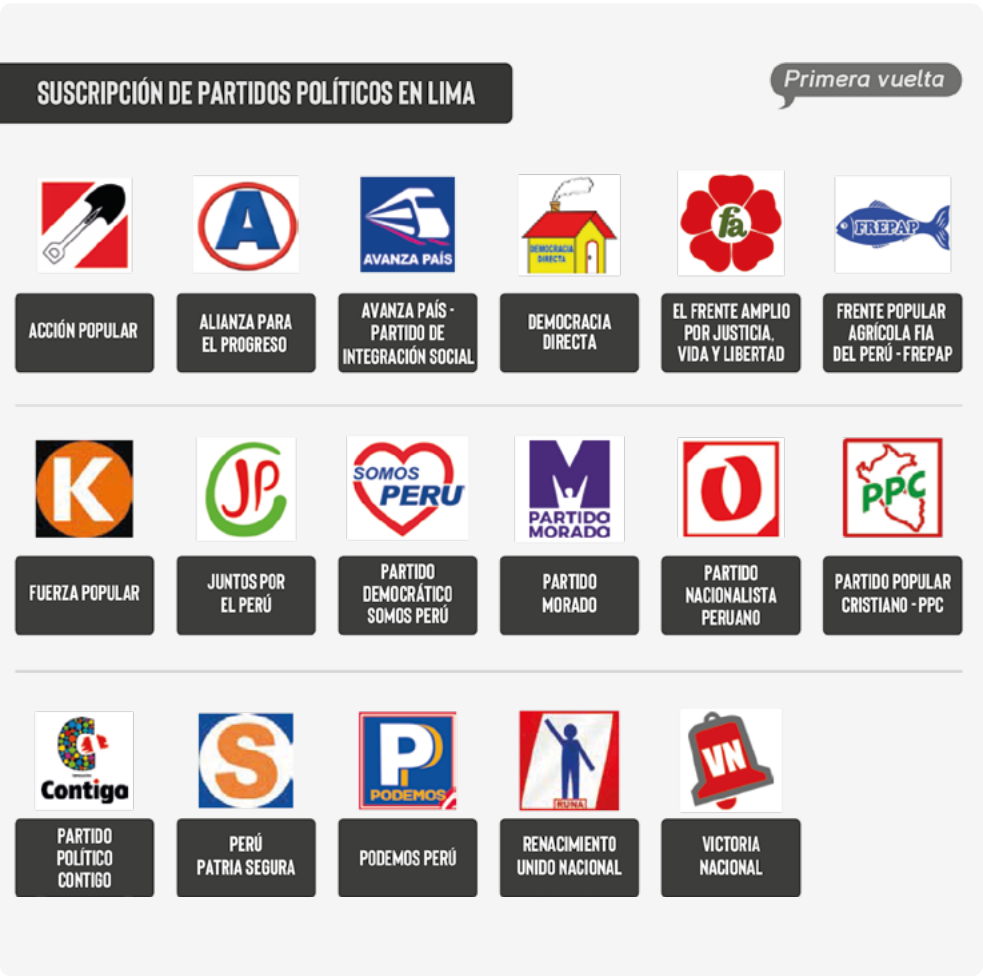 SUSCRIPCIÓN DE PARTIDOS POLÍTICOS EN LIMA
Primera vuelta
A
AVANZA PAÍS
DEMOCRACIA
DIRECTA
fa
FREPAP
ACCIÓN POPULAR
ALIANZA PARA
EL PROGRESO
AVANZA PAÍS -
PARTIDO DE
INTEGRACIÓN SOCIAL
DEMOCRACIA
DIRECTA
EL FRENTE AMPLIO
POR JUSTICIA,
VIDA Y LIBERTAD
FRENTE POPULAR
AGRÍCOLA FIA
DEL PERÚ - FREPAP
K
JP
SOMOS
PERU
PARTIDO
MORADO
PPC
FUERZA POPULAR
JUNTOS POR
EL PERÚ
PARTIDO
DEMOCRÁTICO
SOMOS PERÚ
PARTIDO
MORADO
PARTIDO
NACIONALISTA
PERUANO
PARTIDO POPULAR
CRISTIANO - PPC
Contigo
S
P
PODEMOS
RUNA
VN
PARTIDO
POLÍTICO
CONTIGO
PERÚ
PATRIA SEGURA
PODEMOS PERÚ
RENACIMIENTO
UNIDO NACIONAL
VICTORIA
NACIONAL